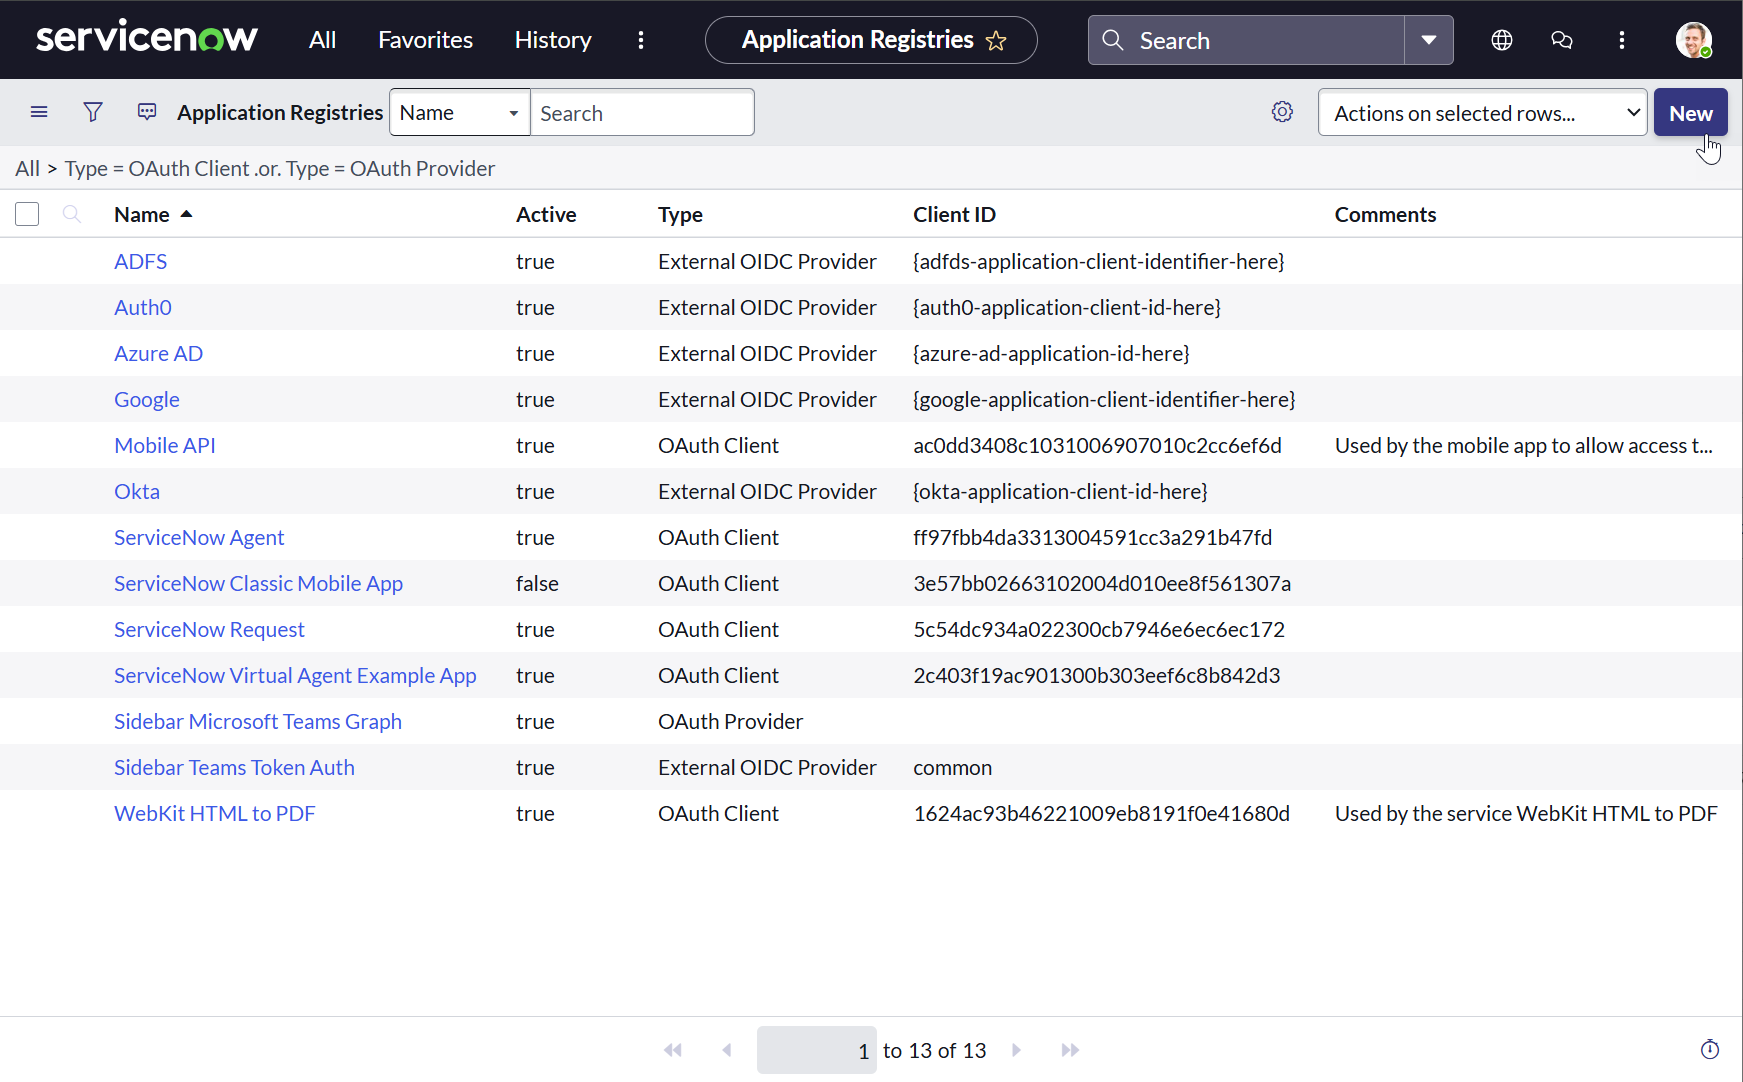 servicenow All Favorites History Application Registries Search
Application Registries Name Search Actions on selected rows... New
All > Type = OAuth Client .or. Type = OAuth Provider
Name Active Type Client ID Comments
ADFS true External OIDC Provider {adfds-application-client-identifier-here}
Auth0 true External OIDC Provider {auth0-application-client-id-here}
Azure AD true External OIDC Provider {azure-ad-application-id-here}
Google true External OIDC Provider {google-application-client-identifier-here}
Mobile API true OAuth Client ac0dd3408c1031006907010c2cc6ef6d Used by the mobile app to allow access t...
Okta true External OIDC Provider {okta-application-client-id-here}
ServiceNow Agent true OAuth Client ff97fbb4da3313004591cc3a291b47fd
ServiceNow Classic Mobile App false OAuth Client 3e57bb02663102004d010ee8f561307a
ServiceNow Request true OAuth Client 5c54dc934a022300cb7946e6ec6ec172
ServiceNow Virtual Agent Example App true OAuth Client 2c403f19ac901300b303eef6c8b842d3
Sidebar Microsoft Teams Graph true OAuth Provider
Sidebar Teams Token Auth true External OIDC Provider common
WebKit HTML to PDF true OAuth Client 1624ac93b46221009eb8191f0e41680d Used by the service WebKit HTML to PDF
1 to 13 of 13